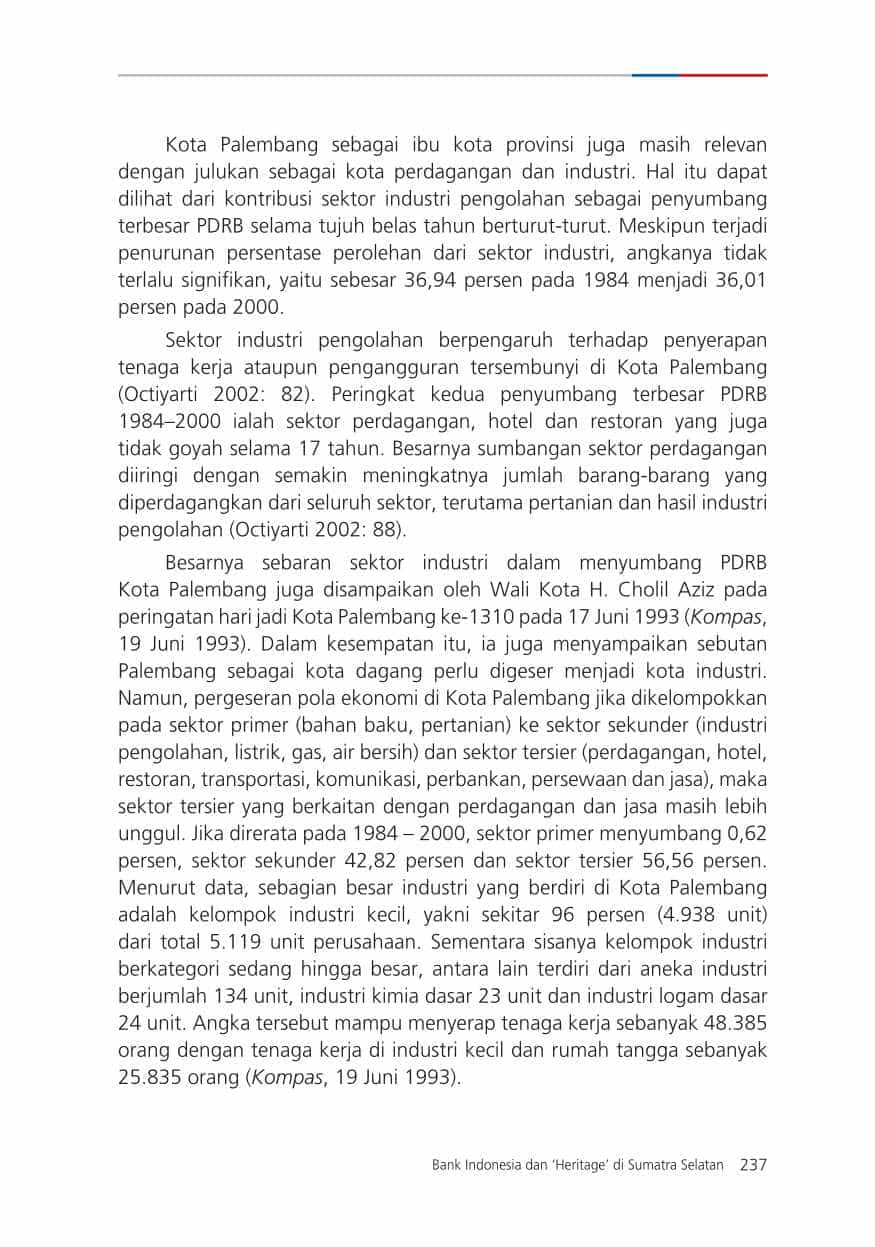 Kota Palembang sebagai ibu kota provinsi juga masih relevan
dengan julukan sebagai kota perdagangan dan industri. Hal itu dapat
dilihat dari kontribusi sektor industri pengolahan sebagai penyumbang
terbesar PDRB selama tujuh belas tahun berturut-turut. Meskipun terjadi
penurunan persentase perolehan dari sektor industri, angkanya tidak
terlalu signifikan, yaitu sebesar 36,94 persen pada 1984 menjadi 36,01
persen pada 2000.
Sektor industri pengolahan berpengaruh terhadap penyerapan
tenaga kerja ataupun pengangguran tersembunyi di Kota Palembang
(Octiyarti 2002: 82). Peringkat kedua penyumbang terbesar PDRB
1984–2000 ialah sektor perdagangan, hotel dan restoran yang juga
tidak goyah selama 17 tahun. Besarnya sumbangan sektor perdagangan
diiringi dengan semakin meningkatnya jumlah barang-barang yang
diperdagangkan dari seluruh sektor, terutama pertanian dan hasil industri
pengolahan (Octiyarti 2002: 88).
Besarnya sebaran sektor industri dalam menyumbang PDRB
Kota Palembang juga disampaikan oleh Wali Kota H. Cholil Aziz pada
peringatan hari jadi Kota Palembang ke-1310 pada 17 Juni 1993 (Kompas,
19 Juni 1993). Dalam kesempatan itu, ia juga menyampaikan sebutan
Palembang sebagai kota dagang perlu digeser menjadi kota industri.
Namun, pergeseran pola ekonomi di Kota Palembang jika dikelompokkan
pada sektor primer (bahan baku, pertanian) ke sektor sekunder (industri
pengolahan, listrik, gas, air bersih) dan sektor tersier (perdagangan, hotel,
restoran, transportasi, komunikasi, perbankan, persewaan dan jasa), maka
sektor tersier yang berkaitan dengan perdagangan dan jasa masih lebih
unggul. Jika direrata pada 1984 – 2000, sektor primer menyumbang 0,62
persen, sektor sekunder 42,82 persen dan sektor tersier 56,56 persen.
Menurut data, sebagian besar industri yang berdiri di Kota Palembang
adalah kelompok industri kecil, yakni sekitar 96 persen (4.938 unit)
dari total 5.119 unit perusahaan. Sementara sisanya kelompok industri
berkategori sedang hingga besar, antara lain terdiri dari aneka industri
berjumlah 134 unit, industri kimia dasar 23 unit dan industri logam dasar
24 unit. Angka tersebut mampu menyerap tenaga kerja sebanyak 48.385
orang dengan tenaga kerja di industri kecil dan rumah tangga sebanyak
25.835 orang (Kompas, 19 Juni 1993).
Bank Indonesia dan ‘Heritage’ di Sumatra Selatan 237